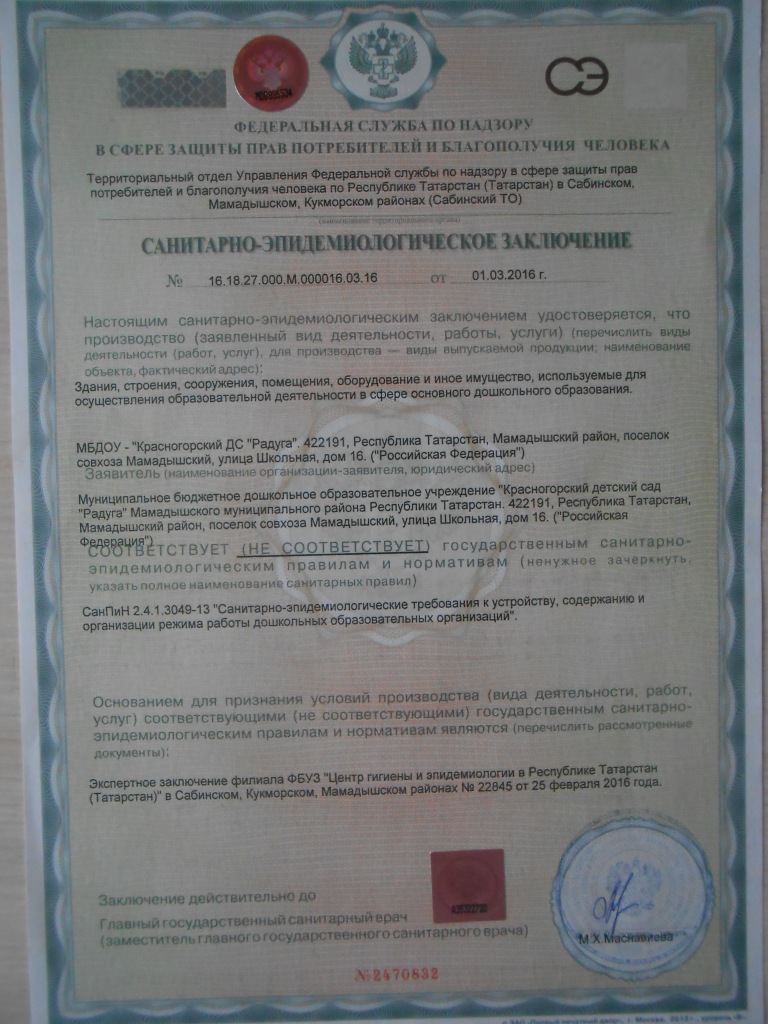 СЭ
ФЕДЕРАЛЬНАЯ СЛУЖБА ПО НАДЗОРУ
В СФЕРЕ ЗАЩИТЫ ПРАВ ПОТРЕБИТЕЛЕЙ И БЛАГОПОЛУЧИЯ ЧЕЛОВЕКА
Территориальный отдел Управления Федеральной службы по надзору в сфере защиты прав
потребителей и благополучия человека по Республике Татарстан (Татарстан) в Сабинском,
Мамадышском, Кукморском районах (Сабинский ТО)
(наименование территориального органа)
САНИТАРНО-ЭПИДЕМИОЛОГИЧЕСКОЕ ЗАКЛЮЧЕНИЕ
№ 16.18.27.000.М.000016.03.16 от 01.03.2016 г.
Настоящим санитарно-эпидемиологическим заключением удостоверяется, что
производство (заявленный вид деятельности, работы, услуги) (перечислить виды
деятельности (работ, услуг), для производства — виды выпускаемой продукции; наименование
объекта, фактический адрес):
Здания, строения, сооружения, помещения, оборудование и иное имущество, используемые для
осуществления образовательной деятельности в сфере основного дошкольного образования.
МБДОУ - "Красногорский ДС "Радуга". 422191, Республика Татарстан, Мамадышский район, поселок
совхоза Мамадышский, улица Школьная, дом 16. ("Российская Федерация")
Заявитель (наименование организации-заявителя, юридический адрес)
Муниципальное бюджетное дошкольное образовательное учреждение "Красногорский детский сад
"Радуга" Мамадышского муниципального района Республики Татарстан. 422191, Республика Татарстан,
Мамадышский район, поселок совхоза Мамадышский, улица Школьная, дом 16. ("Российская
Федерация")
СООТВЕТСТВУЕТ (НЕ СООТВЕТСТВУЕТ) государственным санитарно-
эпидемиологическим правилам и нормативам (ненужное зачеркнуть,
указать полное наименование санитарных правил)
СанПиН 2.4.1.3049-13 "Санитарно-эпидемиологические требования к устройству, содержанию и
организации режима работы дошкольных образовательных организаций".
Основанием для признания условий производства (вида деятельности, работ,
услуг) соответствующими (не соответствующими) государственным санитарно-
эпидемиологическим правилам и нормативам являются (перечислить рассмотренные
документы):
Экспертное заключение филиала ФБУЗ "Центр гигиены и эпидемиологии в Республике Татарстан
(Татарстан)" в Сабинском, Кукморском, Мамадышском районах № 22845 от 25 февраля 2016 года.
Заключение действительно до
Главный государственный санитарный врач
(заместитель главного государственного санитарного врача)
М.Х.Маснавиева
№2470832